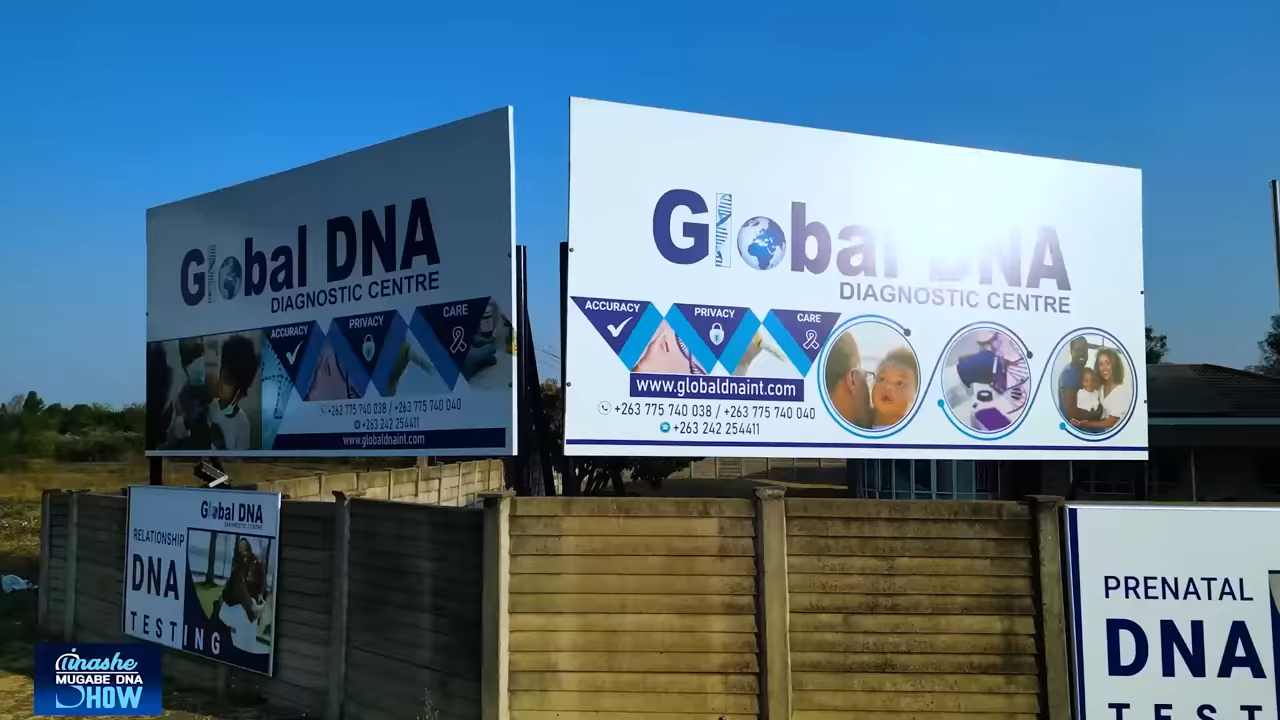 Global DNA
DIAGNOSTIC CENTRE
ACCURACY
PRIVACY
CARE
+263 775 740 038 / +263 775 740 040
+263 242 254411
www.globaldnaint.com
Global DNA
DIAGNOSTIC CENTRE
ACCURACY
PRIVACY
CARE
www.globaldnaint.com
+263 775 740 038 / +263 775 740 040
+263 242 254411
Global DNA
DIAGNOSTIC CENTRE
RELATIONSHIP
DNA
TESTING
PRENATAL
DNA
TEST
Tinashe
MUGABE DNA
SHOW